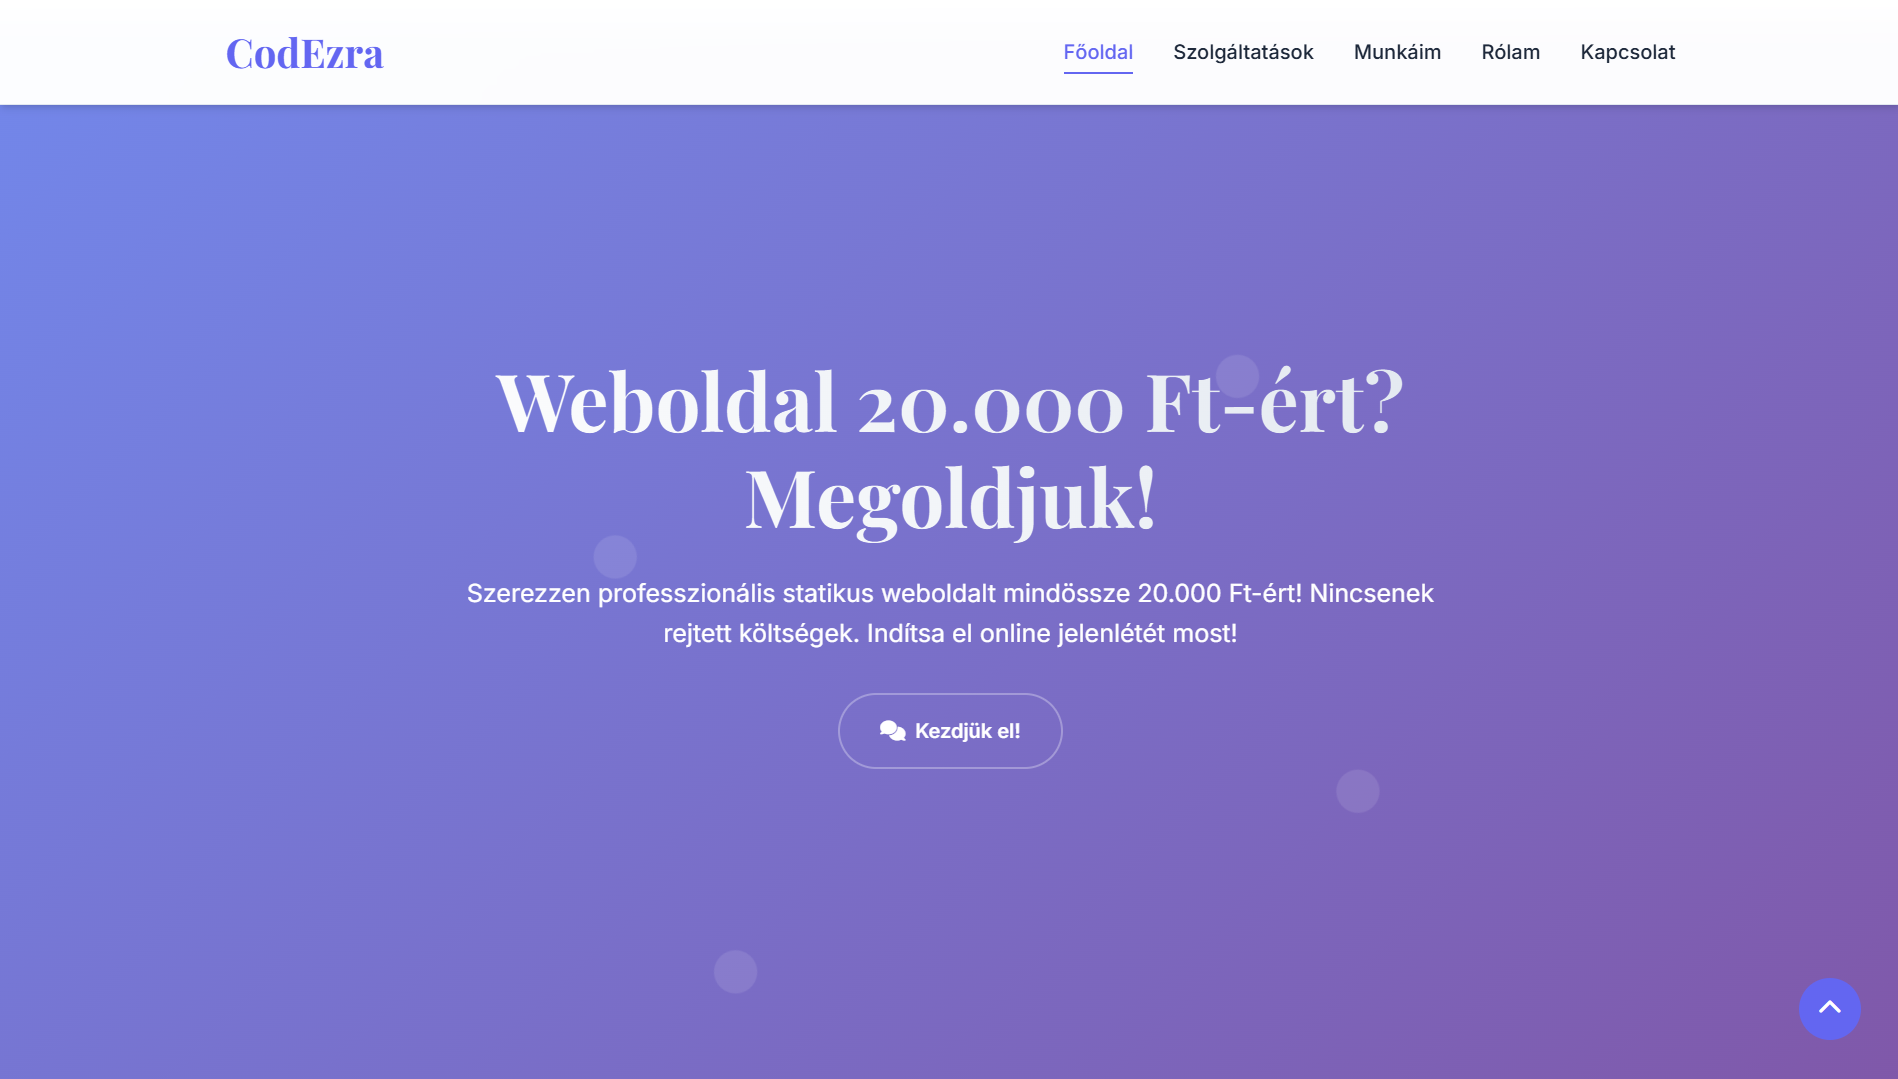 CodEzra
Főoldal
Szolgáltatások
Munkáim
Rólam
Kapcsolat
Weboldal 20.000 Ft-ért?
Megoldjuk!
Szerezzen professzionális statikus weboldalt mindössze 20.000 Ft-ért! Nincsenek
rejtett költségek. Indítsa el online jelenlétét most!
Kezdjük el!